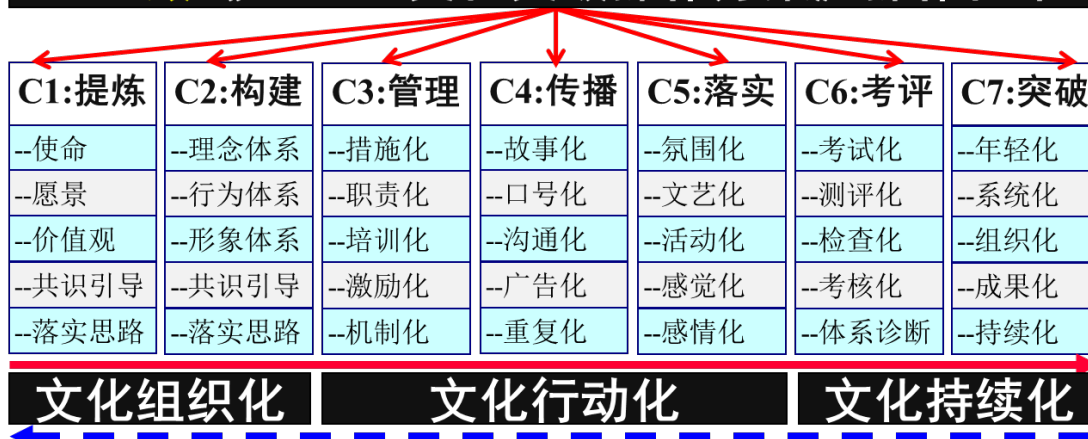 C1:提炼 C2:构建 C3:管理 C4:传播 C5:落实 C6:考评 C7:突破
--使命 --理念体系 --措施化 --故事化 --氛围化 --考试化 --年轻化
--愿景 --行为体系 --职责化 --口号化 --文艺化 --测评化 --系统化
--价值观 --形象体系 --培训化 --沟通化 --活动化 --检查化 --组织化
--共识引导 --共识引导 --激励化 --广告化 --感觉化 --考核化 --成果化
--落实思路 --落实思路 --机制化 --重复化 --感情化 --体系诊断 --持续化
文化组织化 文化行动化 文化持续化